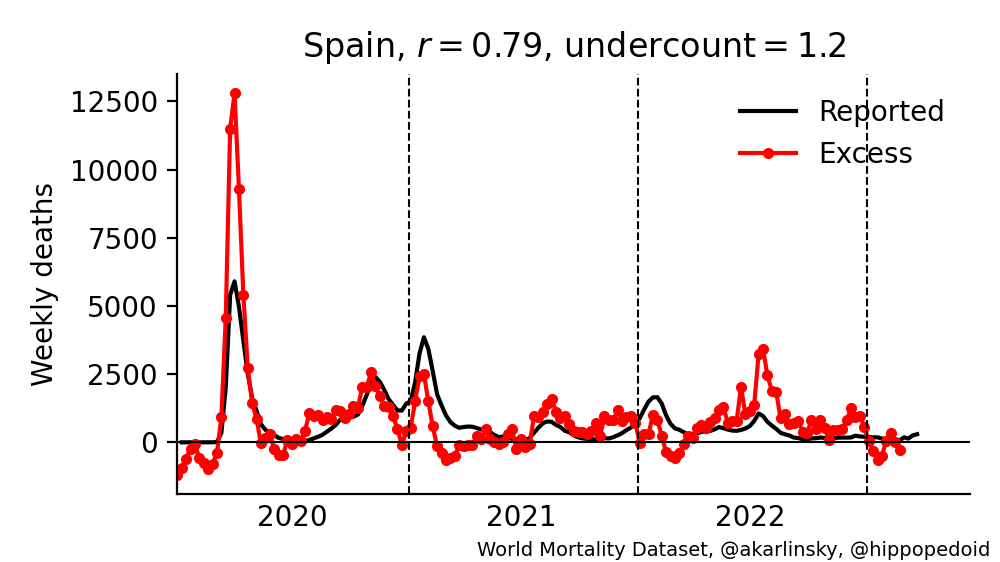 Spain, r = 0.79, undercount = 1.2
12500
10000
7500
5000
2500
0
Weekly deaths
Reported
Excess
2020 2021 2022
World Mortality Dataset, @akarlinsky, @hippopedoid